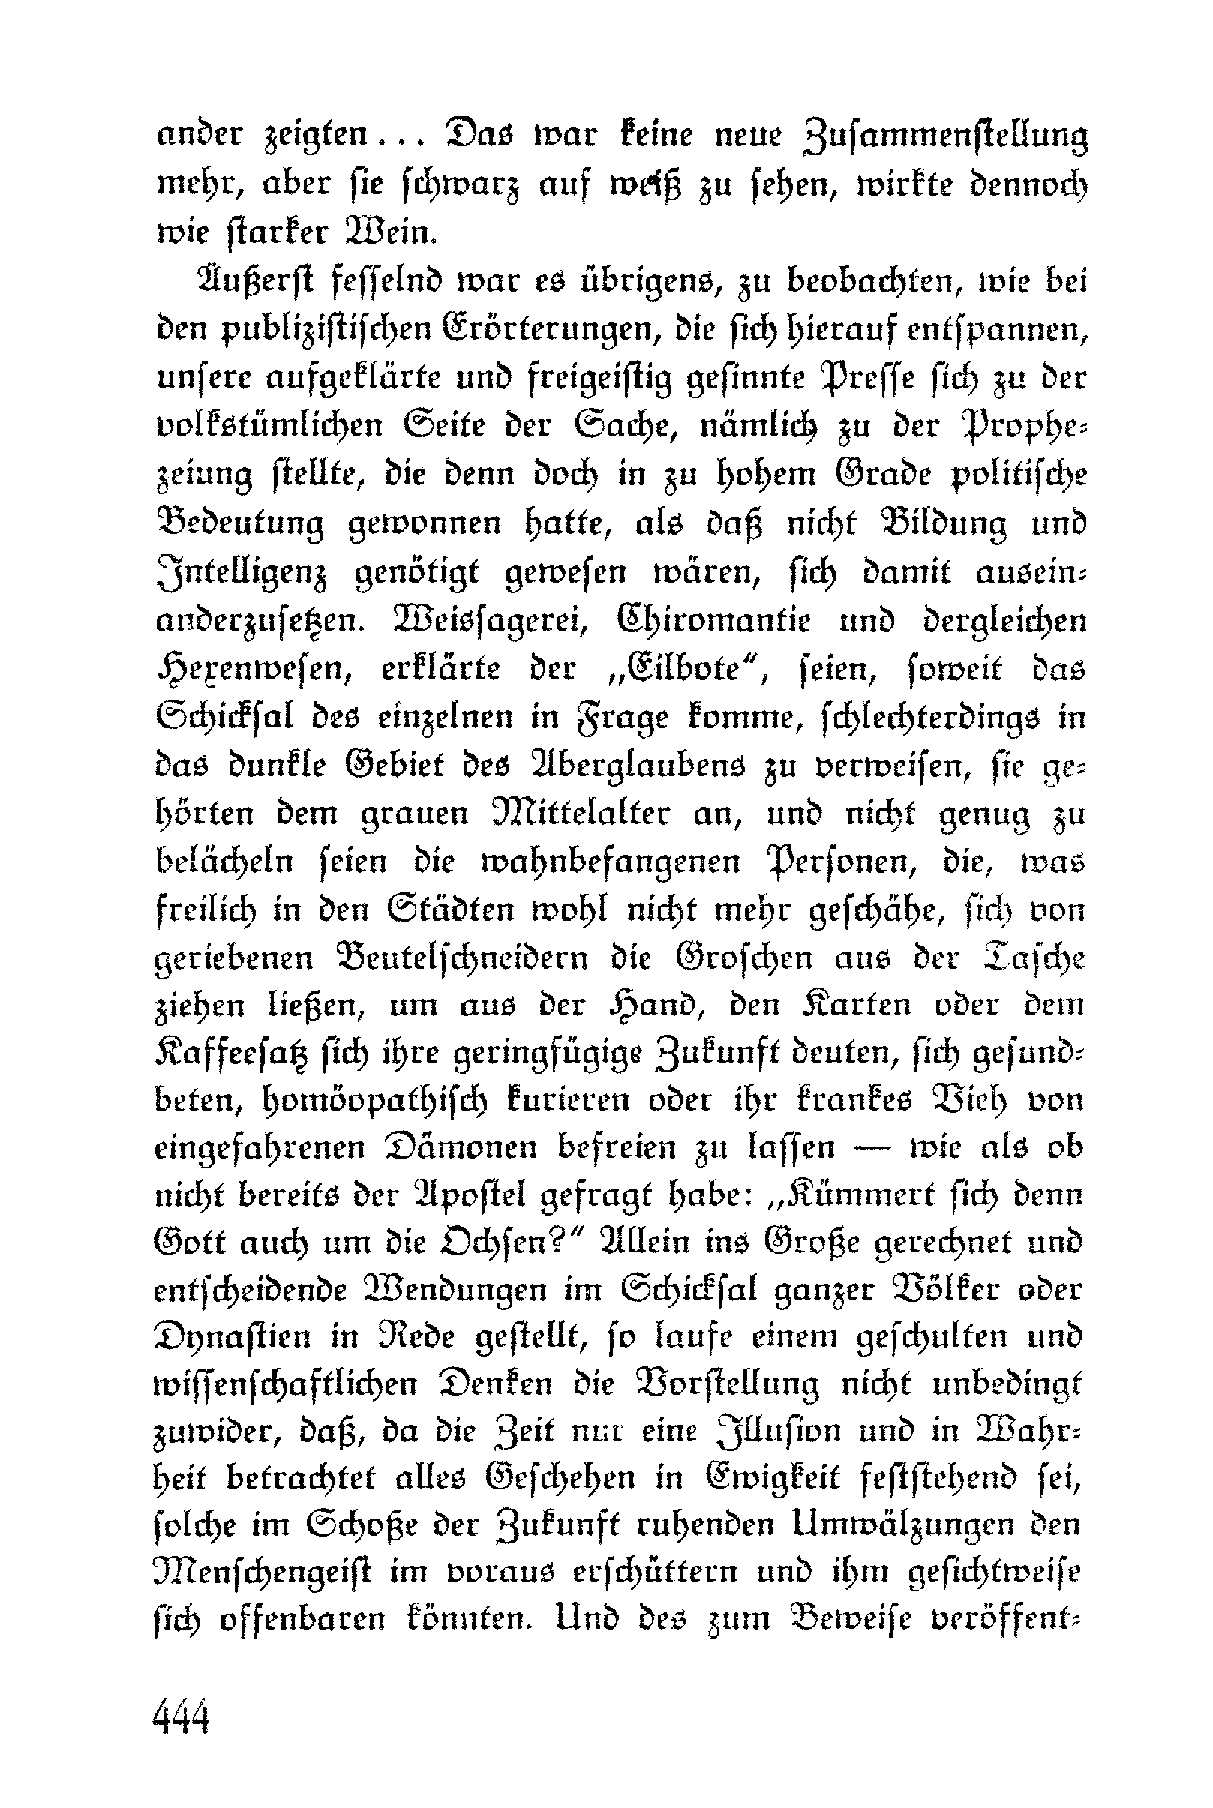 ander zeigten... Das war keine neue Zusammenstellung
mehr, aber sie schwarz auf weiß zu sehen, wirkte dennoch
wie starker Wein.
Äußerst fesselnd war es übrigens, zu beobachten, wie bei
den publizistischen Erörterungen, die sich hierauf entspannen,
unsere aufgeklärte und freigeistig gesinnte Presse sich zu der
volkstümlichen Seite der Sache, nämlich zu der Prophe-
zeiung stellte, die denn doch in zu hohem Grade politische
Bedeutung gewonnen hatte, als daß nicht Bildung und
Intelligenz genötigt gewesen wären, sich damit ausein-
anderzusetzen. Weissagerei, Chiromantie und dergleichen
Hexenwesen, erklärte der „Eilbote“, seien, soweit das
Schicksal des einzelnen in Frage komme, schlechterdings in
das dunkle Gebiet des Aberglaubens zu verweisen, sie ge-
hörten dem grauen Mittelalter an, und nicht genug zu
belächeln seien die wahnbefangenen Personen, die, was
freilich in den Städten wohl nicht mehr geschähe, sich von
geriebenen Beutelschneidern die Groschen aus der Tasche
ziehen ließen, um aus der Hand, den Karten oder dem
Kaffeesatz sich ihre geringfügige Zukunft deuten, sich gesund-
beten, homöopathisch kurieren oder ihr krankes Vieh von
eingefahrenen Dämonen befreien zu lassen — wie als ob
nicht bereits der Apostel gefragt habe: „Kümmert sich denn
Gott auch um die Ochsen?“ Allein ins Große gerechnet und
entscheidende Wendungen im Schicksal ganzer Völker oder
Dynastien in Rede gestellt, so laufe einem geschulten und
wissenschaftlichen Denken die Vorstellung nicht unbedingt
zuwider, daß, da die Zeit nur eine Illusion und in Wahr-
heit betrachtet alles Geschehen in Ewigkeit feststehend sei,
solche im Schoße der Zukunft ruhenden Umwälzungen den
Menschengeist im voraus erschüttern und ihm gesichtweise
sich offenbaren könnten. Und des zum Beweise veröffent-
444